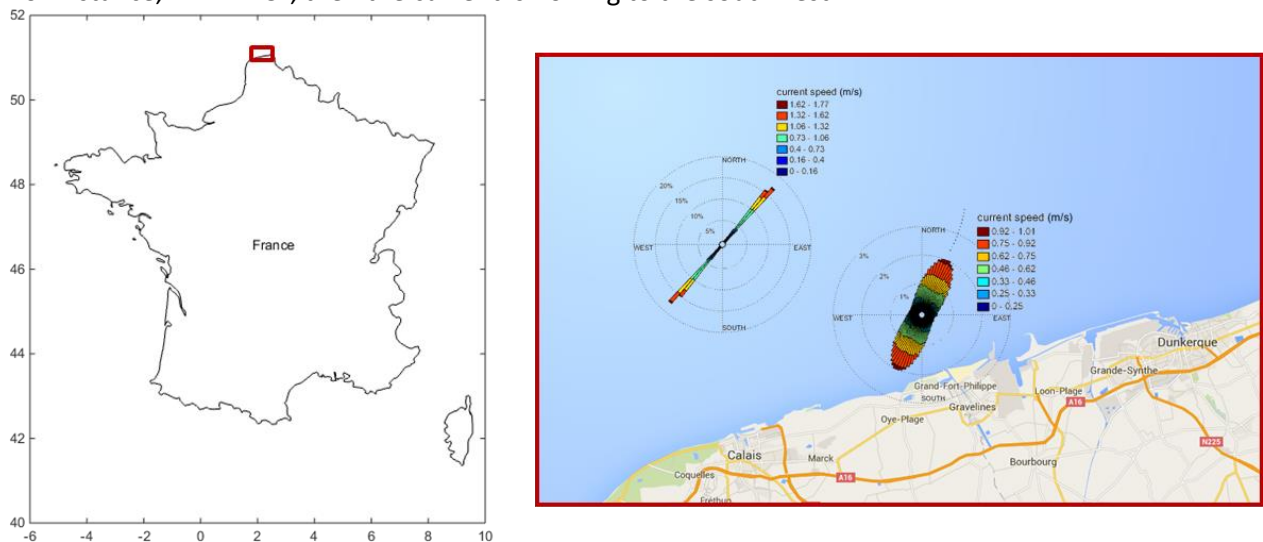 52
50
48
46
44
42
40
-6
-4
-2
0
2
4
6
8
10
France
current speed (m/s)
1.62 - 1.77
1.32 - 1.62
1.06 - 1.32
0.73 - 1.06
0.4 - 0.73
0.16 - 0.4
0 - 0.16
NORTH
20%
15%
10%
5%
WEST
EAST
SOUTH
current speed (m/s)
0.92 - 1.01
0.75 - 0.92
0.62 - 0.75
0.46 - 0.62
0.33 - 0.46
0.25 - 0.33
0 - 0.25
NORTH
3%
2%
1%
WEST
EAST
SOUTH
Dunkerque
Grande-Synthe
Loon-Plage
A16
Grand-Fort-Philippe
Gravelines
Oye-Plage
N225
Calais
Marck
Bourbourg
Coquelles
A16
Fréthun